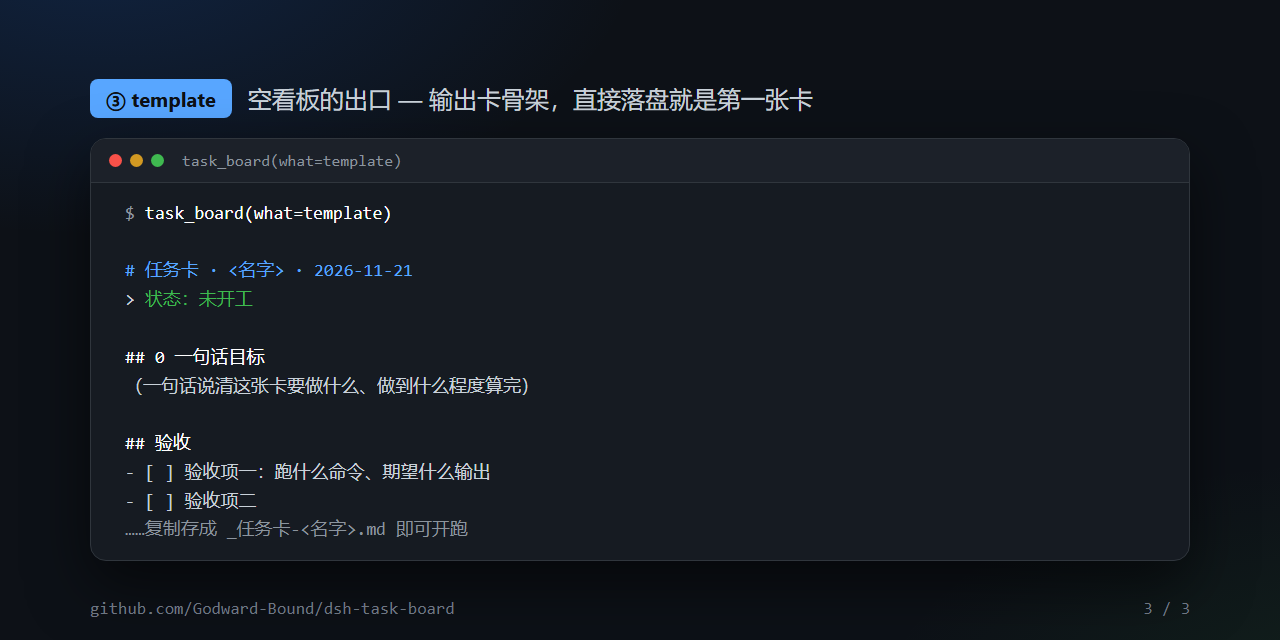 ③ template 空看板的出口 — 输出卡骨架，直接落盘就是第一张卡
task_board(what=template)
$ task_board(what=template)
# 任务卡 · <名字> · 2026-11-21
> 状态：未开工
## 0 一句话目标
（一句话说清这张卡要做什么、做到什么程度算完）
## 验收
- [ ] 验收项一：跑什么命令、期望什么输出
- [ ] 验收项二
……复制存成 _任务卡-<名字>.md 即可开跑
github.com/Godward-Bound/dsh-task-board
3 / 3